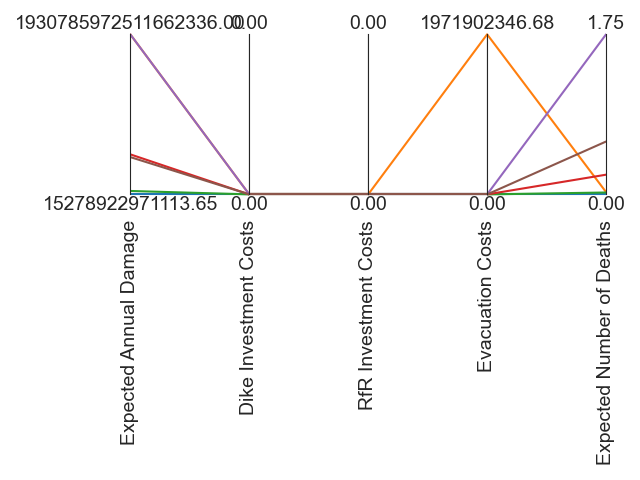 1930785972511662336.00
0.00
0.00
1971902346.68
1.75
15278922971113.65
0.00
0.00
0.00
0.00
Expected Annual Damage
Dike Investment Costs
RfR Investment Costs
Evacuation Costs
Expected Number of Deaths